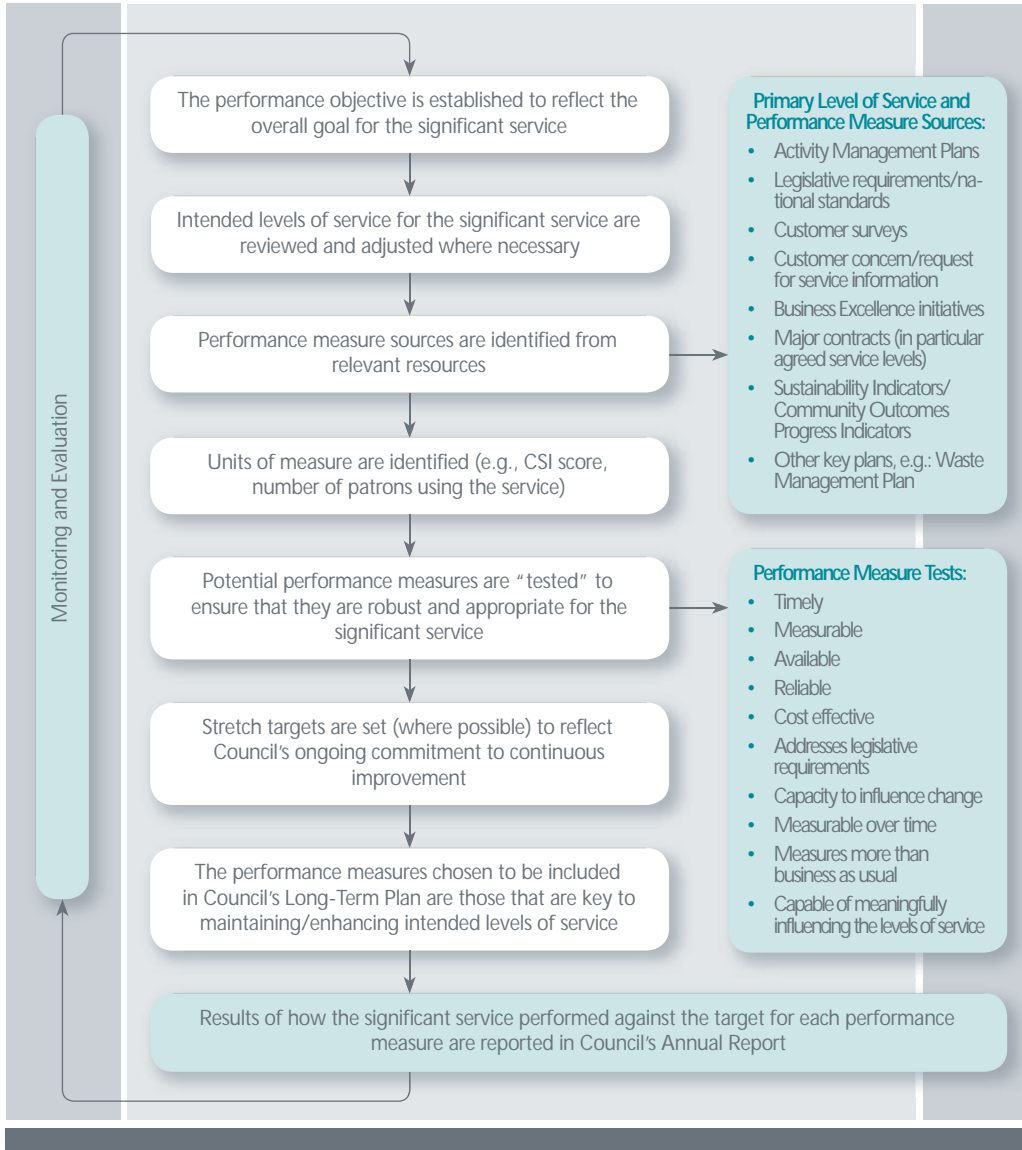 The performance objective is established to reflect the
overall goal for the significant service
Intended levels of service for the significant service are
reviewed and adjusted where necessary
Performance measure sources are identified from
relevant resources
Units of measure are identified (e.g., CSI score,
number of patrons using the service)
Potential performance measures are “tested” to
ensure that they are robust and appropriate for the
significant service
Stretch targets are set (where possible) to reflect
Council’s ongoing commitment to continuous
improvement
The performance measures chosen to be included
in Council’s Long-Term Plan are those that are key to
maintaining/enhancing intended levels of service
Results of how the significant service performed against the target for each performance
measure are reported in Council’s Annual Report
Monitoring and Evaluation
Primary Level of Service and
Performance Measure Sources:
• Activity Management Plans
• Legislative requirements/na-
tional standards
• Customer surveys
• Customer concern/request
for service information
• Business Excellence initiatives
• Major contracts (in particular
agreed service levels)
• Sustainability Indicators/
Community Outcomes
Progress Indicators
• Other key plans, e.g.: Waste
Management Plan
Performance Measure Tests:
• Timely
• Measurable
• Available
• Reliable
• Cost effective
• Addresses legislative
requirements
• Capacity to influence change
• Measurable over time
• Measures more than
business as usual
• Capable of meaningfully
influencing the levels of service